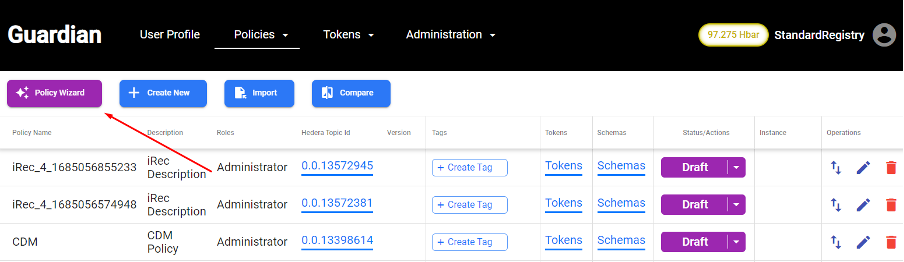 Guardian User Profile Policies Tokens Administration 97.275 Hbar StandardRegistry
Policy Wizard Create New Import Compare
Policy Name Description Roles Hedera Topic Id Version Tags Tokens Schemas Status/Actions Instance Operations
iRec_4_1685056855233 iRec Description Administrator 0.0.13572945 + Create Tag Tokens Schemas Draft
iRec_4_1685056574948 iRec Description Administrator 0.0.13572381 + Create Tag Tokens Schemas Draft
CDM CDM Policy Administrator 0.0.13398614 + Create Tag Tokens Schemas Draft